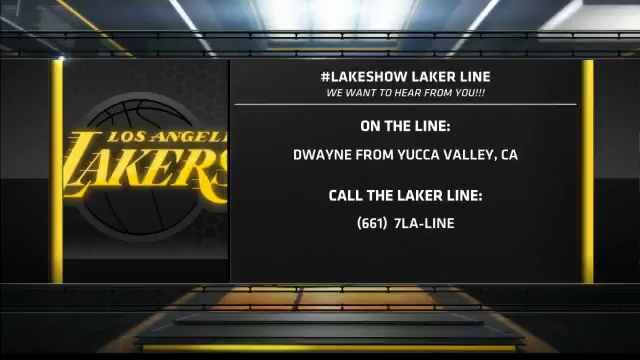 LOS ANGEL
LAKERS
#LAKESHOW LAKER LINE
WE WANT TO HEAR FROM YOU!!!
ON THE LINE:
DWAYNE FROM YUCCA VALLEY, CA
CALL THE LAKER LINE:
(661) 7LA-LINE